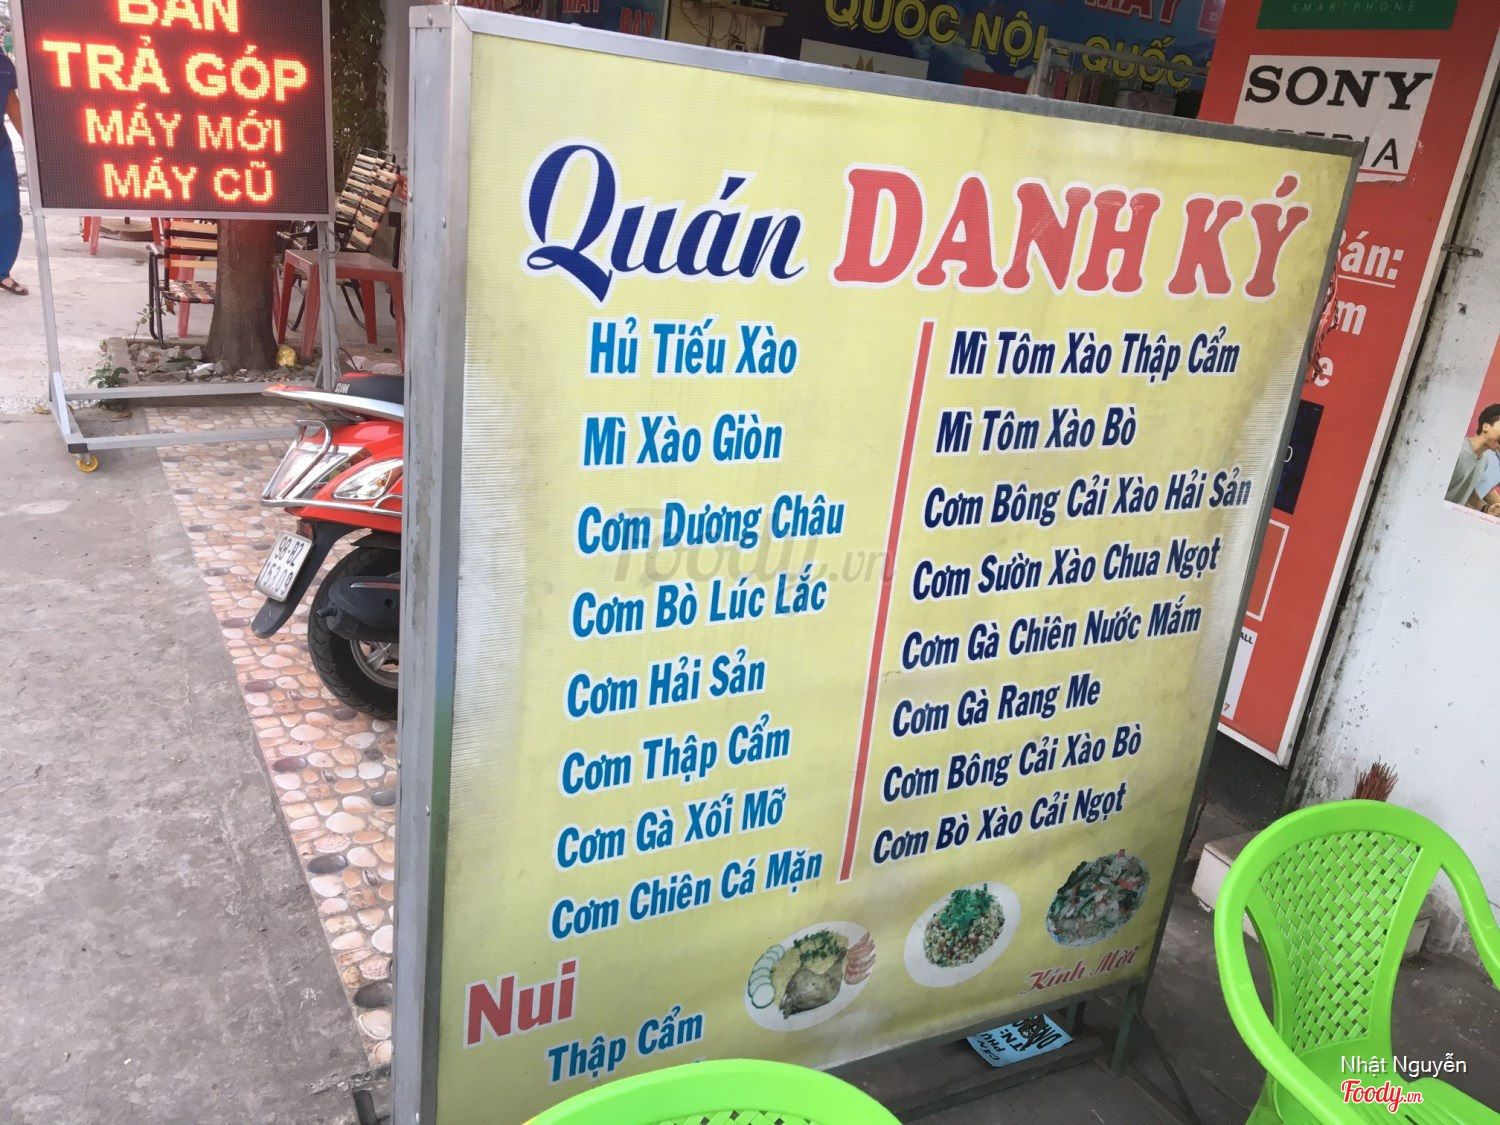 BÁN
TRẢ GÓP
MÁY MỚI
MÁY CŨ
QUỐC NỘI - QUỐC
SMARTPHONE
SONY
Bán:
Quán DANH KÝ
Hủ Tiếu Xào
Mì Xào Giòn
Cơm Dương Châu
Cơm Bò Lúc Lắc
Cơm Hải Sản
Cơm Thập Cẩm
Cơm Gà Xối Mỡ
Cơm Chiên Cá Mặn
Mì Tôm Xào Thập Cẩm
Mì Tôm Xào Bò
Cơm Bông Cải Xào Hải Sản
Cơm Sườn Xào Chua Ngọt
Cơm Gà Chiên Nước Mắm
Cơm Gà Rang Me
Cơm Bông Cải Xào Bò
Cơm Bò Xào Cải Ngọt
Nui
Thập Cẩm
Kính Mời
Foody.vn
Nhật Nguyễn
Foody.vn